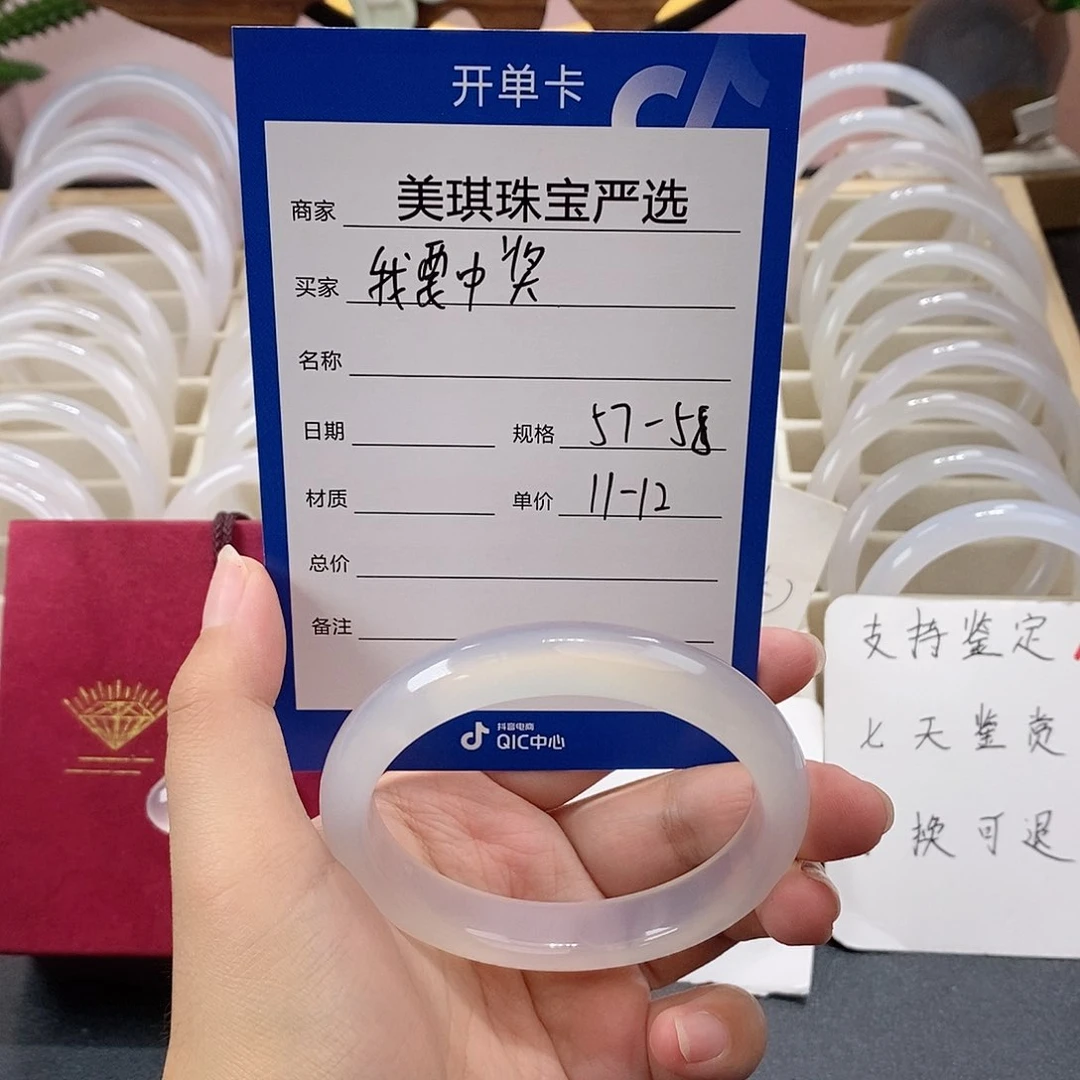 开单卡
商家 美琪珠宝严选
买家 我要中奖
名称
日期 规格 57-58
材质 单价 11-12
总价
备注
抖音电商
QIC中心
支持鉴定
七天鉴赏
换可退